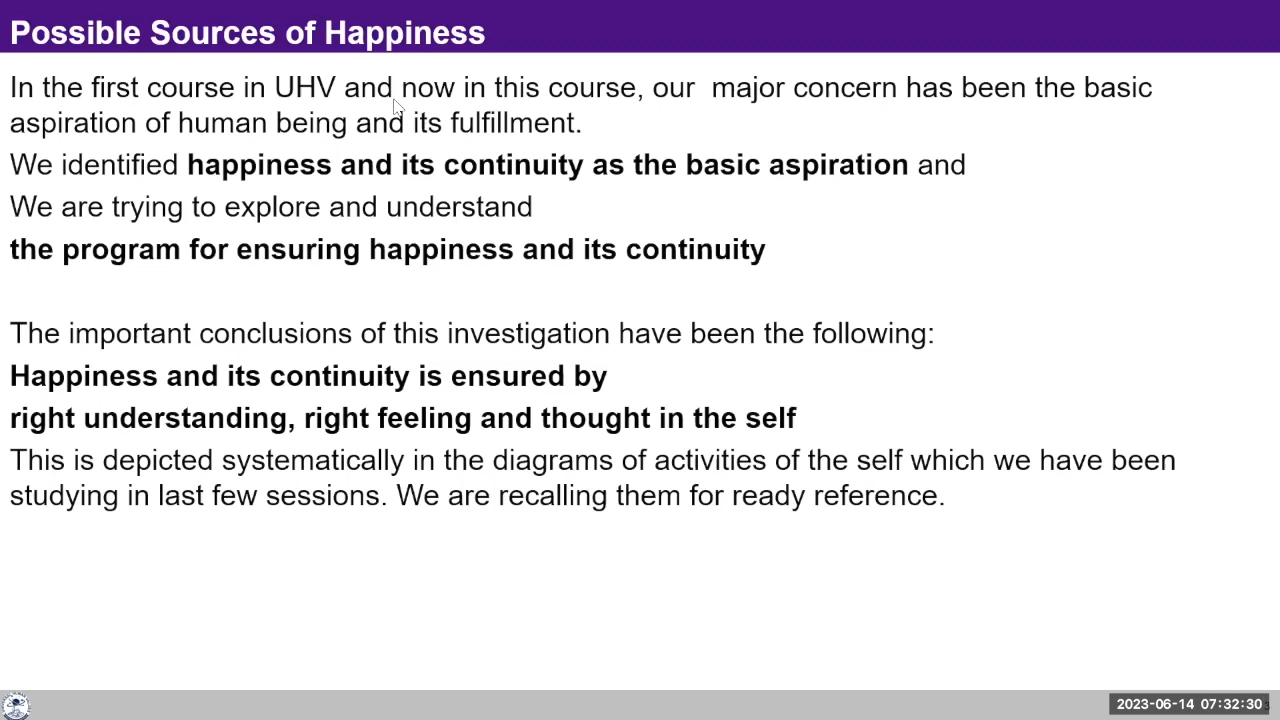 Possible Sources of Happiness
In the first course in UHV and now in this course, our  major concern has been the basic
aspiration of human being and its fulfillment.
We identified happiness and its continuity as the basic aspiration and
We are trying to explore and understand
the program for ensuring happiness and its continuity
The important conclusions of this investigation have been the following:
Happiness and its continuity is ensured by
right understanding, right feeling and thought in the self
This is depicted systematically in the diagrams of activities of the self which we have been
studying in last few sessions. We are recalling them for ready reference.
2023-06-14 07:32:30